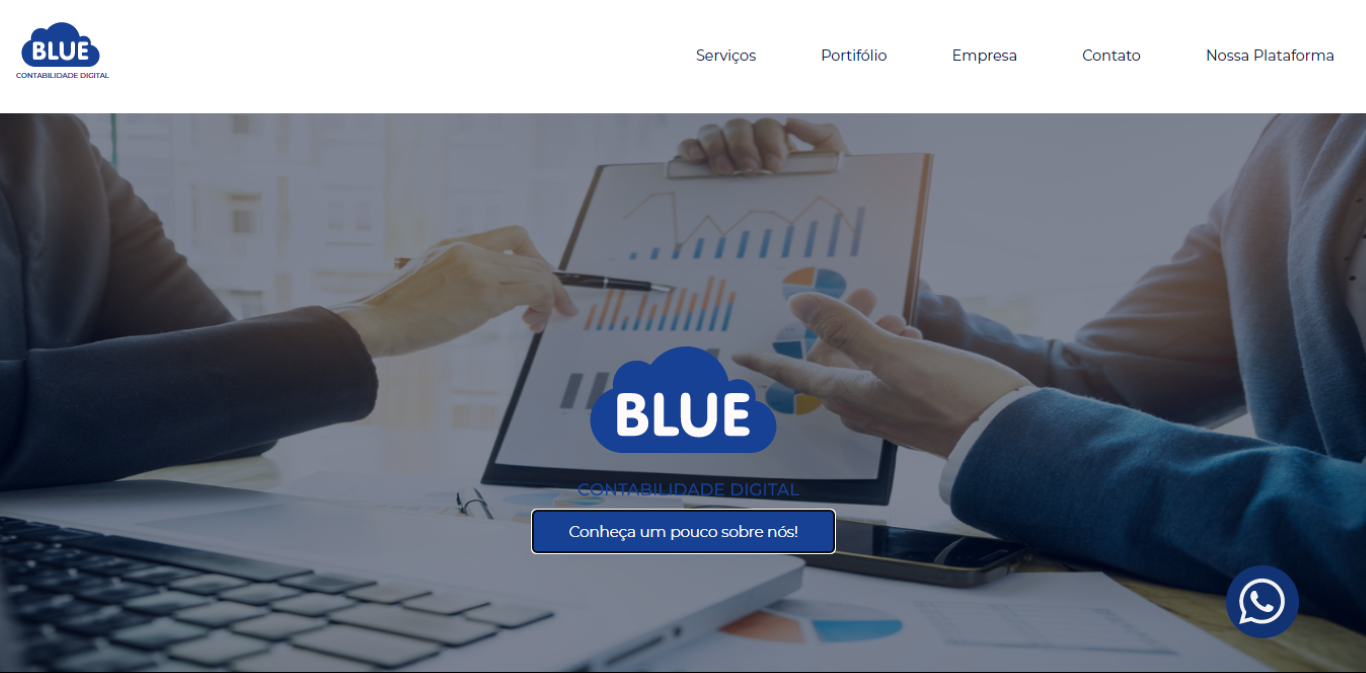 BLUE
CONTABILIDADE DIGITAL
Serviços Portifólio Empresa Contato Nossa Plataforma
BLUE
CONTABILIDADE DIGITAL
Conheça um pouco sobre nós!